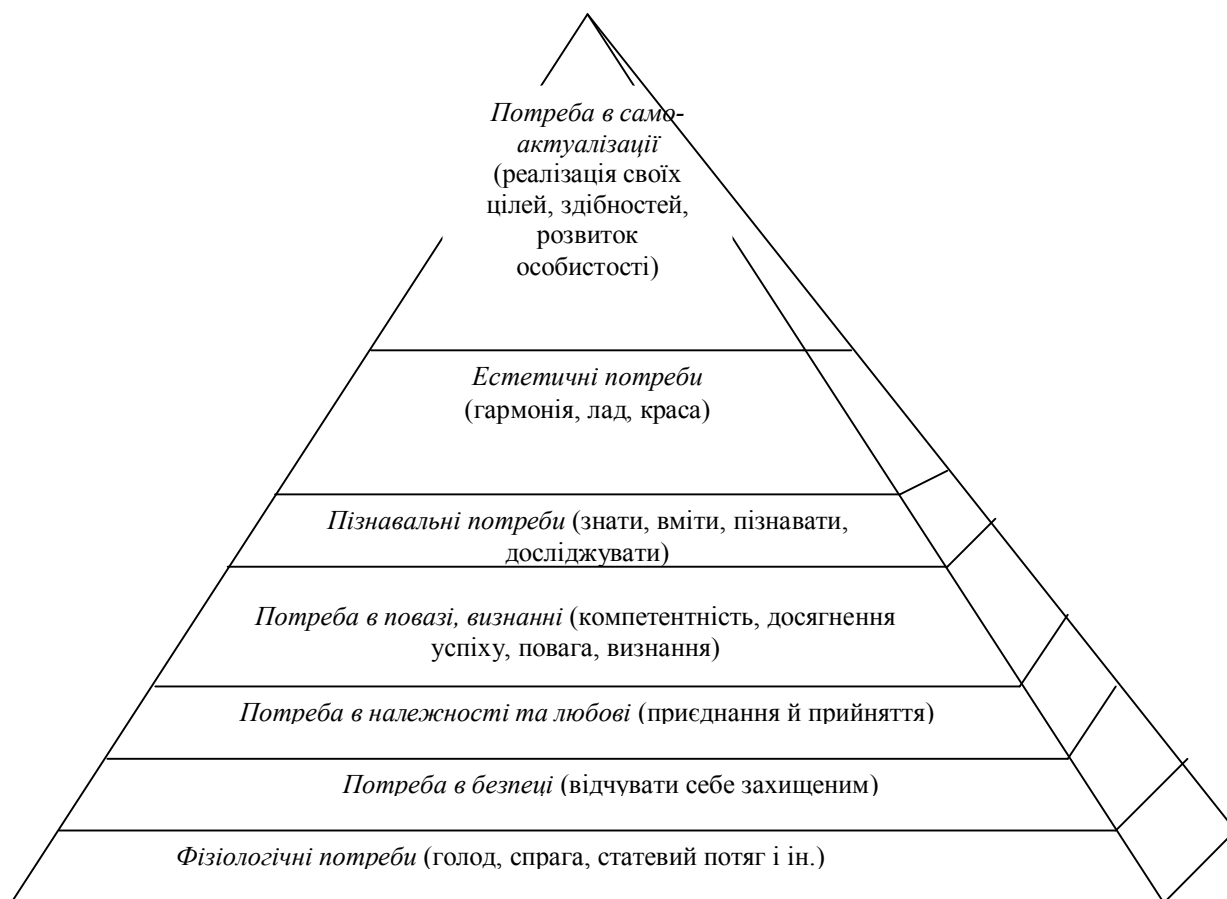 Потреба в само-
актуалізації
(реалізація своїх
цілей, здібностей,
розвиток
особистості)
Естетичні потреби
(гармонія, лад, краса)
Пізнавальні потреби (знати, вміти, пізнавати,
досліджувати)
Потреба в повазі, визнанні (компетентність, досягнення
успіху, повага, визнання)
Потреба в належності та любові (приєднання й прийняття)
Потреба в безпеці (відчувати себе захищеним)
Фізіологічні потреби (голод, спрага, статевий потяг і ін.)